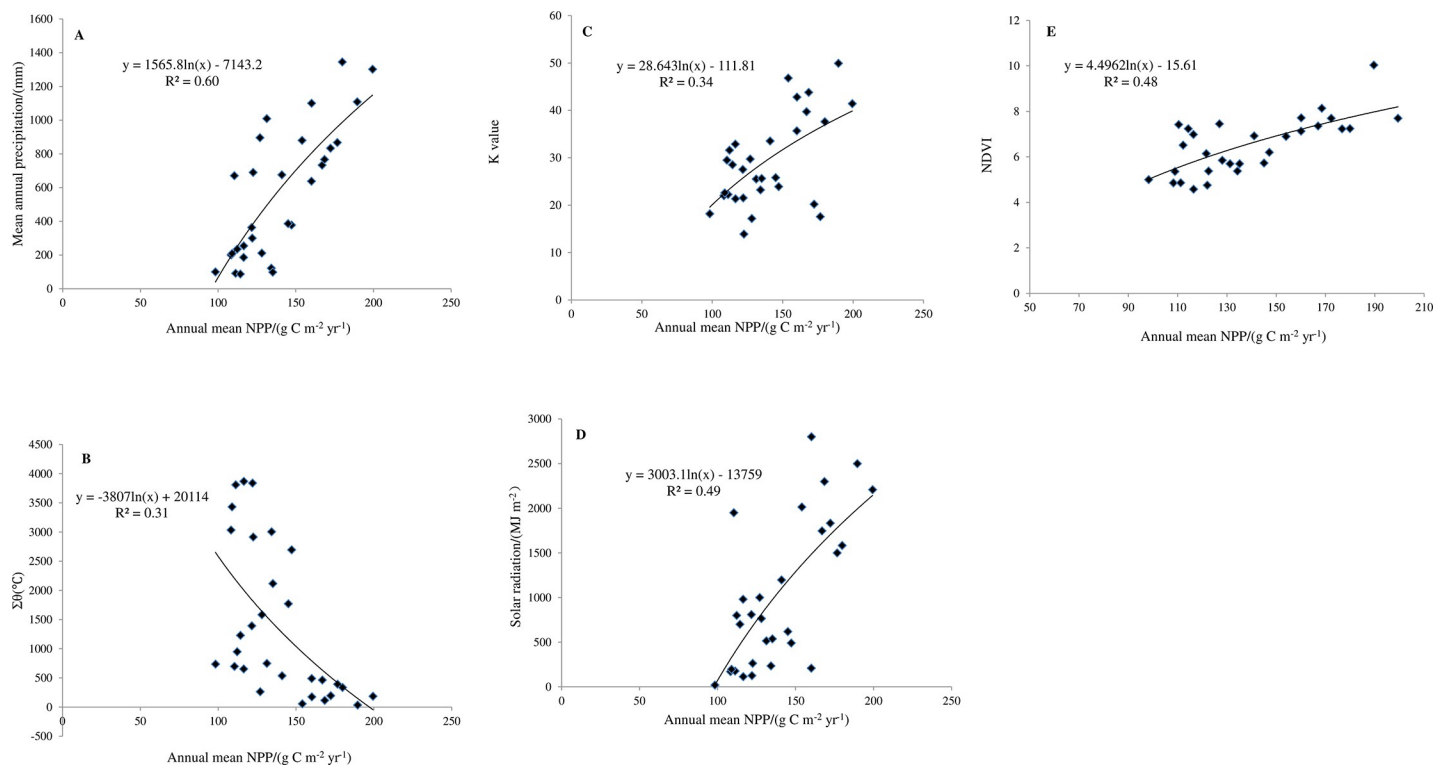 A
y = 1565.8ln(x) - 7143.2
R² = 0.60
Mean annual precipitation/(mm)
1600
1400
1200
1000
800
600
400
200
0
0 50 100 150 200 250
Annual mean NPP/(g C m⁻² yr⁻¹)
C
y = 28.643ln(x) - 111.81
R² = 0.34
K value
60
50
40
30
20
10
0
0 50 100 150 200 250
Annual mean NPP/(g C m⁻² yr⁻¹)
E
y = 4.4962ln(x) - 15.61
R² = 0.48
NDVI
12
10
8
6
4
2
0
50 70 90 110 130 150 170 190 210
Annual mean NPP/(g C m⁻² yr⁻¹)
B
y = -3807ln(x) + 20114
R² = 0.31
Σθ(℃)
4500
4000
3500
3000
2500
2000
1500
1000
500
0
-500
0 50 100 150 200 250
Annual mean NPP/(g C m⁻² yr⁻¹)
D
y = 3003.1ln(x) - 13759
R² = 0.49
Solar radiation/(MJ m⁻²)
3000
2500
2000
1500
1000
500
0
0 50 100 150 200 250
Annual mean NPP/(g C m⁻² yr⁻¹)